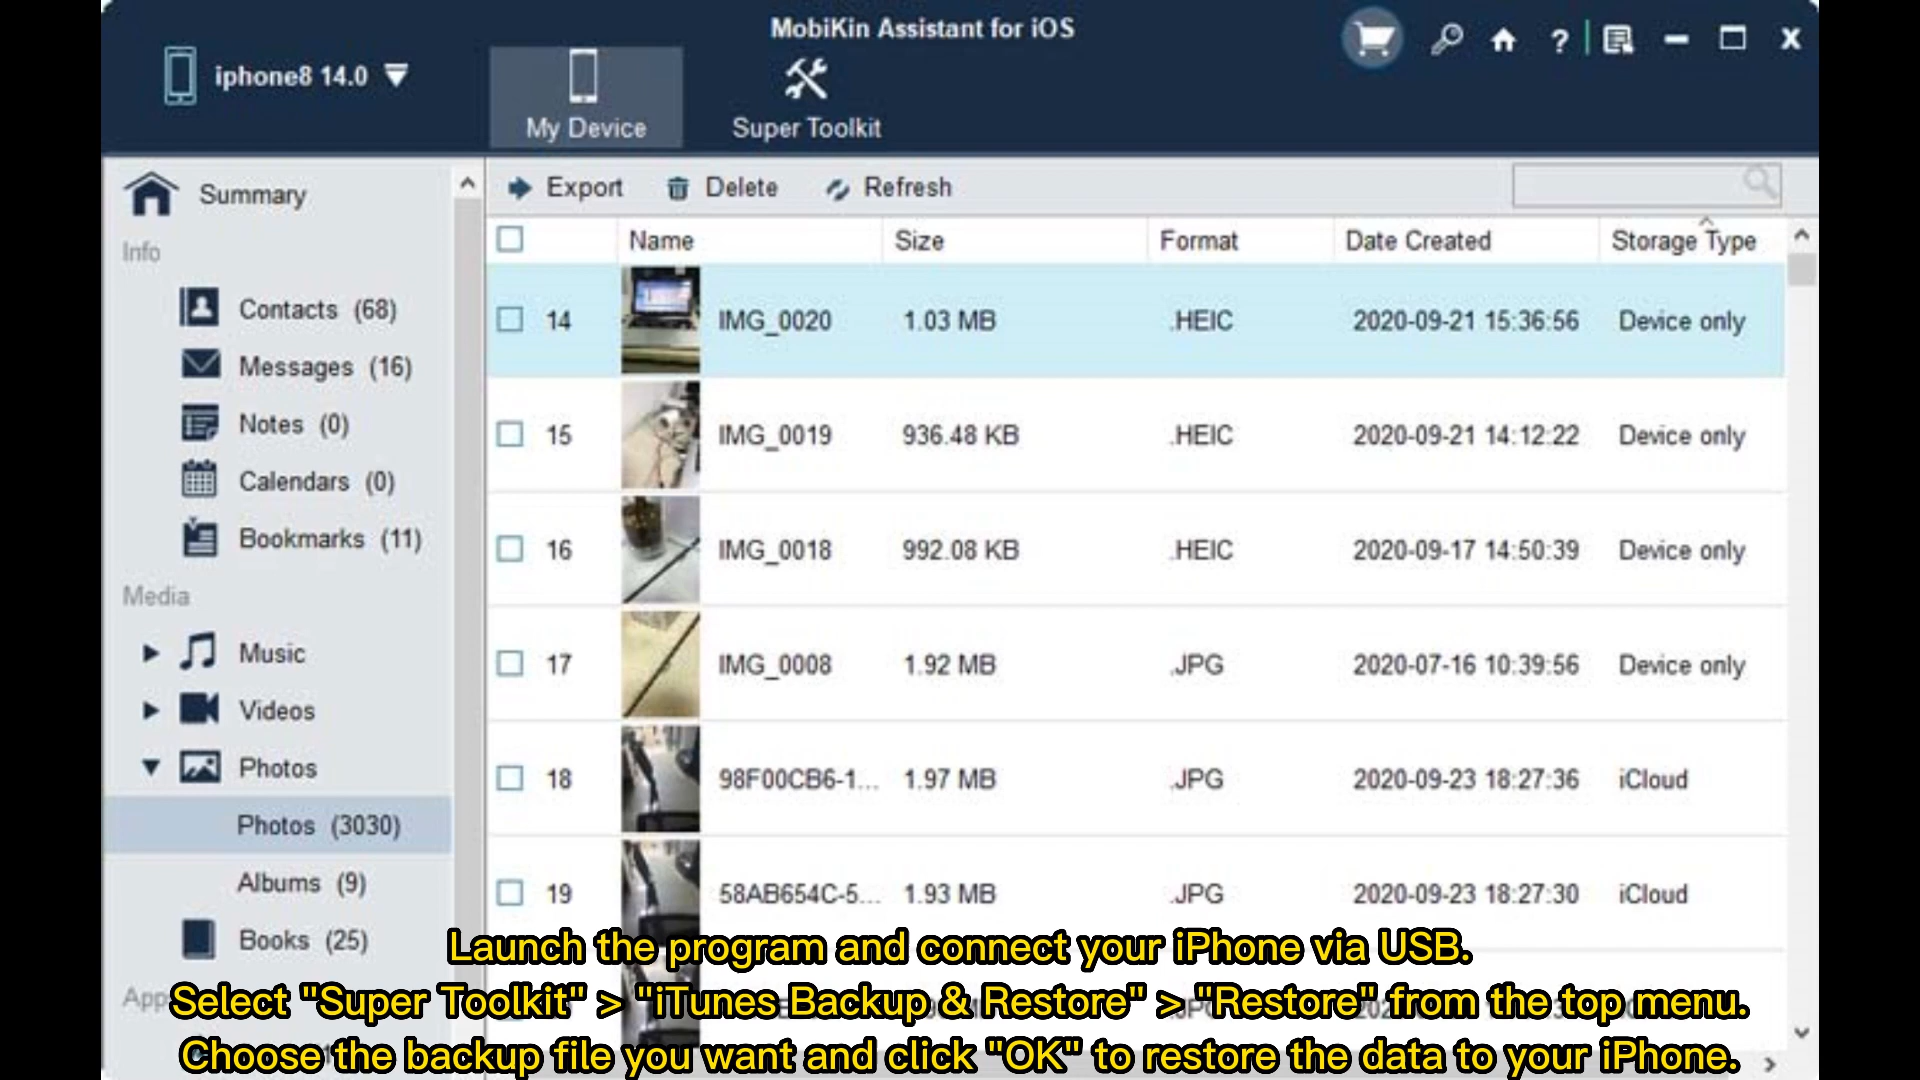 MobiKin Assistant for iOS
iphone8 14.0
My Device
Super Toolkit
?
Summary
Info
Contacts (68)
Messages (16)
Notes (0)
Calendars (0)
Bookmarks (11)
Media
Music
Videos
Photos
Photos (3030)
Albums (9)
Books (25)
Export Delete Refresh
Name Size Format Date Created Storage Type
14 IMG_0020 1.03 MB .HEIC 2020-09-21 15:36:56 Device only
15 IMG_0019 936.48 KB .HEIC 2020-09-21 14:12:22 Device only
16 IMG_0018 992.08 KB .HEIC 2020-09-17 14:50:39 Device only
17 IMG_0008 1.92 MB .JPG 2020-07-16 10:39:56 Device only
18 98F00CB6-1... 1.97 MB .JPG 2020-09-23 18:27:36 iCloud
19 58AB654C-5... 1.93 MB .JPG 2020-09-23 18:27:30 iCloud
Launch the program and connect your iPhone via USB.
Select "Super Toolkit" > "iTunes Backup & Restore" > "Restore" from the top menu.
Choose the backup file you want and click "OK" to restore the data to your iPhone.